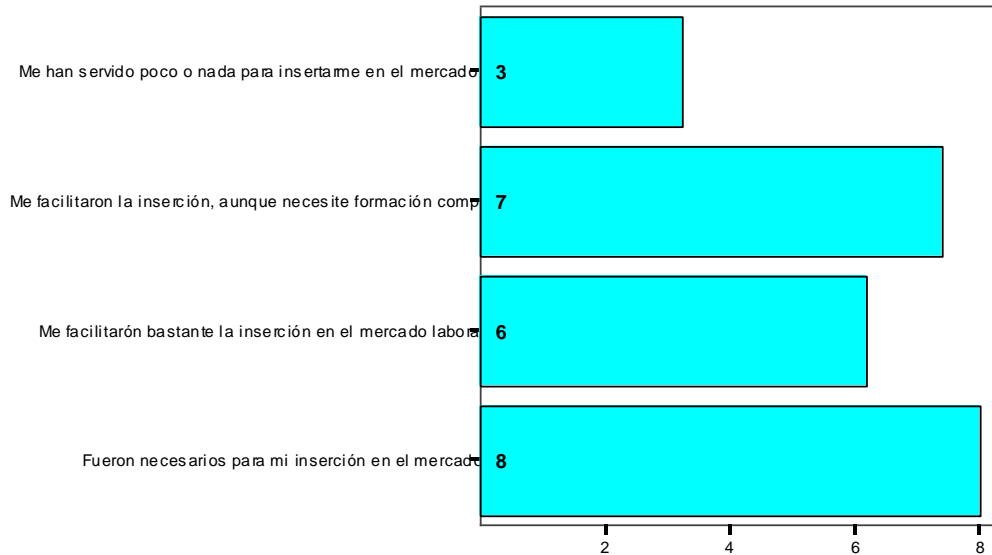 Me han servido poco o nada para insertarme en el mercado
3
Me facilitaron la inserción, aunque necesite formación comp
7
Me facilitarón bastante la inserción en el mercado labora
6
Fueron necesarios para mi inserción en el mercado
8
2 4 6 8